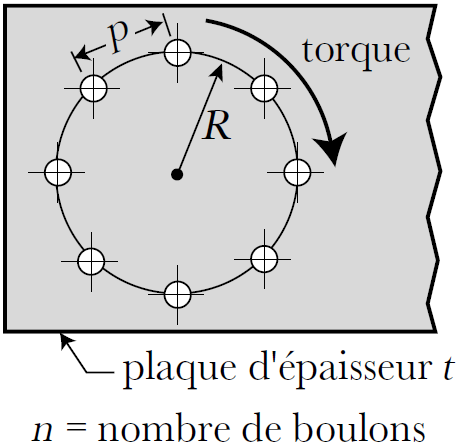 p
torque
R
plaque d'épaisseur t
n = nombre de boulons